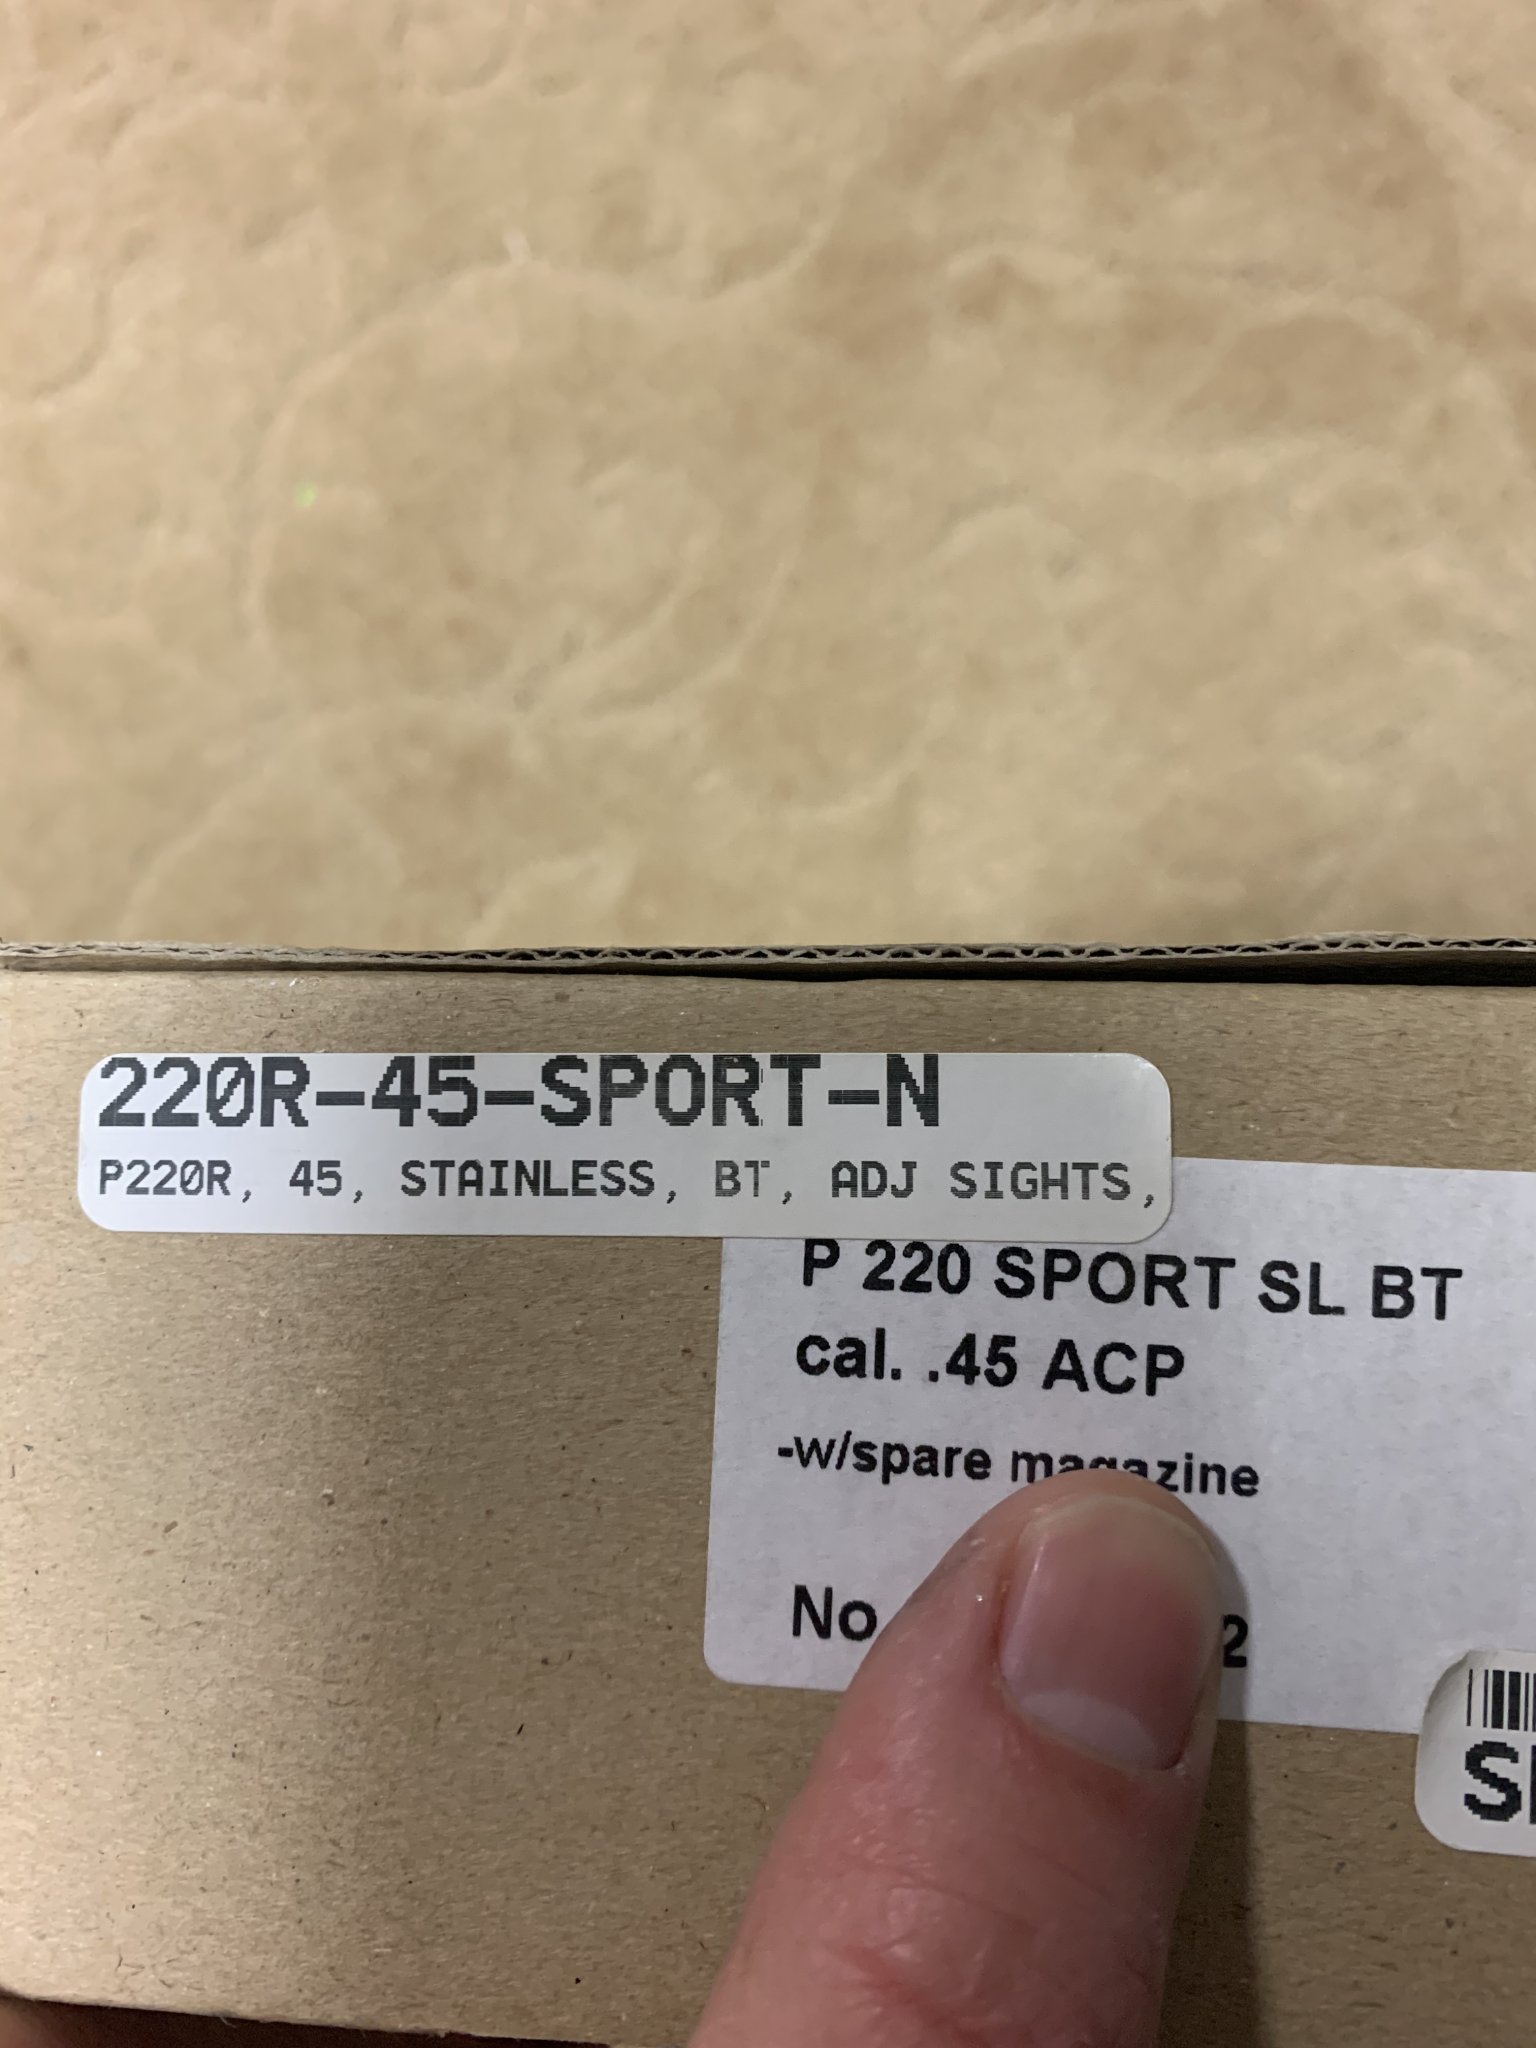 220R-45-SPORT-N
P220R, 45, STAINLESS, BT, ADJ SIGHTS,
P 220 SPORT SL BT
cal. .45 ACP
-w/spare magazine
No